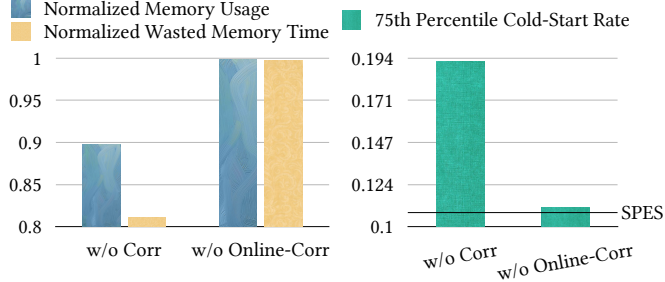 Normalized Memory Usage
Normalized Wasted Memory Time
1
0.95
0.9
0.85
0.8
w/o Corr
w/o Online-Corr
75th Percentile Cold-Start Rate
0.194
0.171
0.147
0.124
0.1
SPES
w/o Corr
w/o Online-Corr